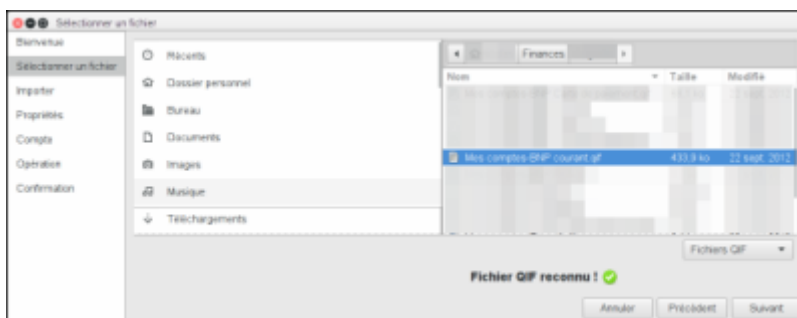 Sélectionner un fichier
Bienvenue
Sélectionner un fichier
Importer
Propriétés
Compte
Opération
Confirmation
Récents
Dossier personnel
Bureau
Documents
Images
Musique
Téléchargements
Finances
Nom Taille Modifié
Mes comptes-BNP courant.qif 433,9 ko 22 sept. 2012
Fichiers QIF
Fichier QIF reconnu !
Annuler Précédent Suivant